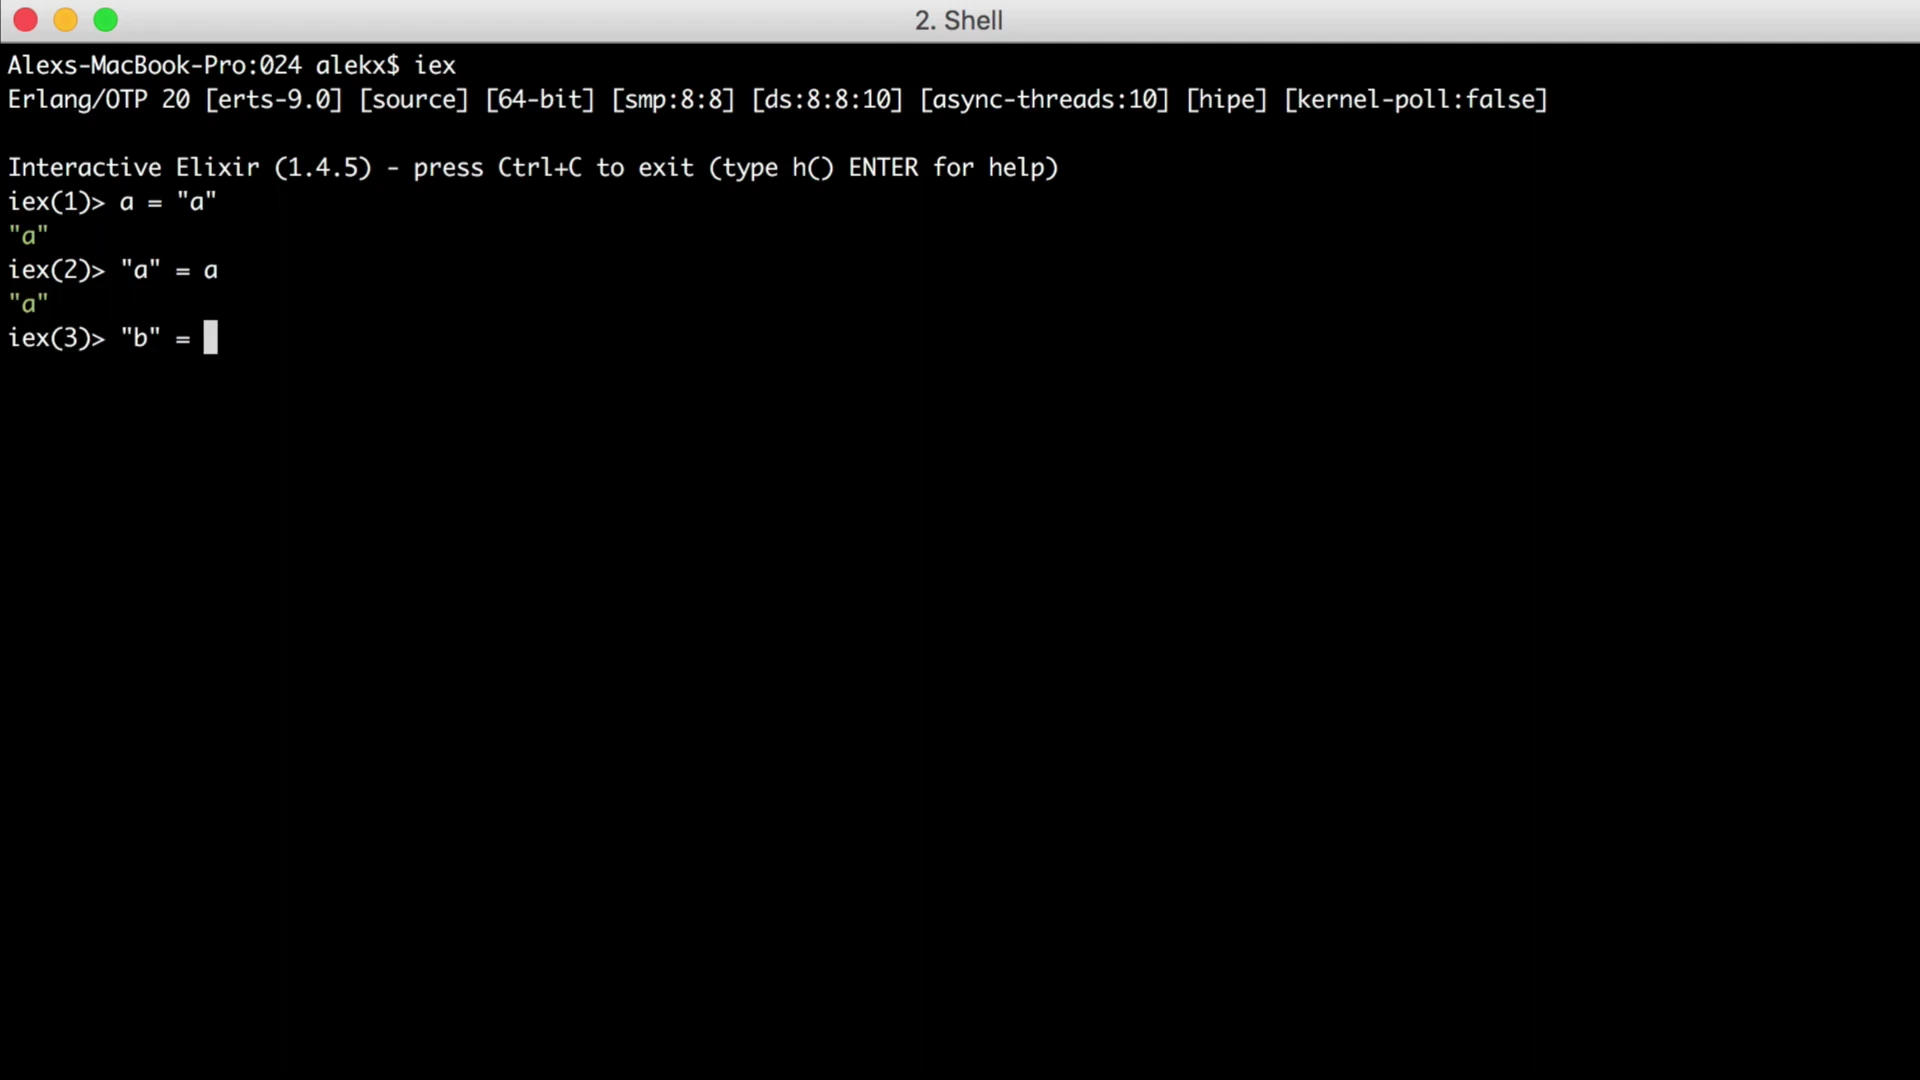 2. Shell
Alexs-MacBook-Pro:024 alekx$ iex
Erlang/OTP 20 [erts-9.0] [source] [64-bit] [smp:8:8] [ds:8:8:10] [async-threads:10] [hipe] [kernel-poll:false]
Interactive Elixir (1.4.5) - press Ctrl+C to exit (type h() ENTER for help)
iex(1)> a = "a"
"a"
iex(2)> "a" = a
"a"
iex(3)> "b" =